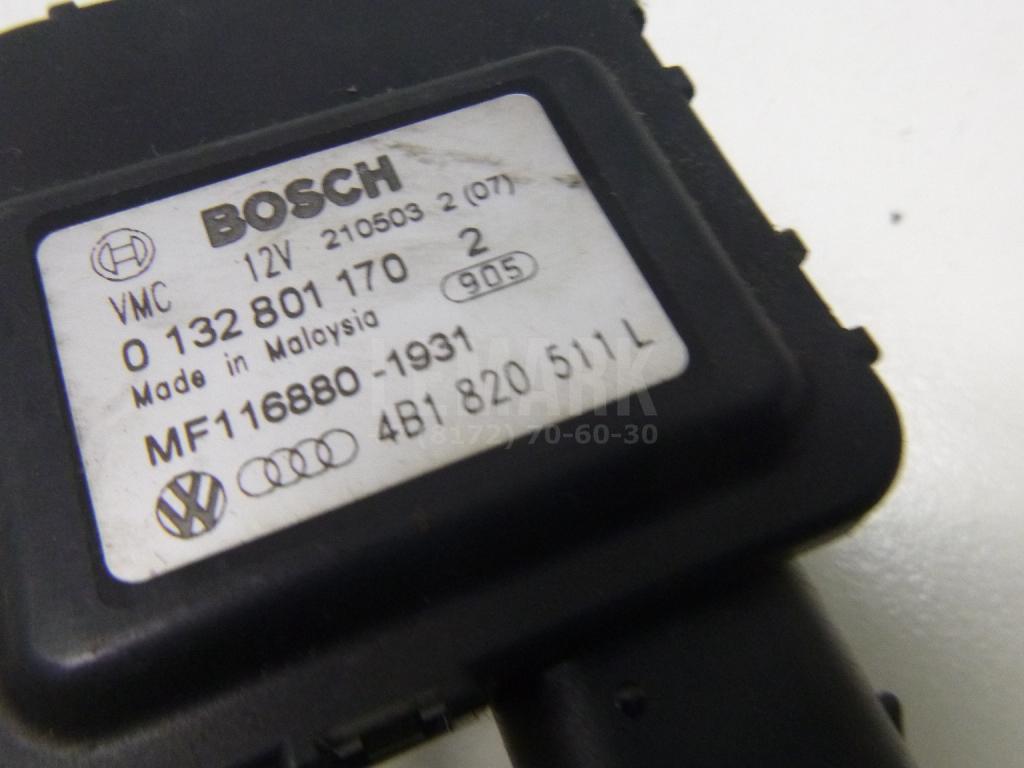 BOSCH
12V 210503 2 (07)
VMC
0 132 801 170 2
Made in Malaysia 905
MF116880-1931
4B1 820 511 L
(8172) 70-60-30